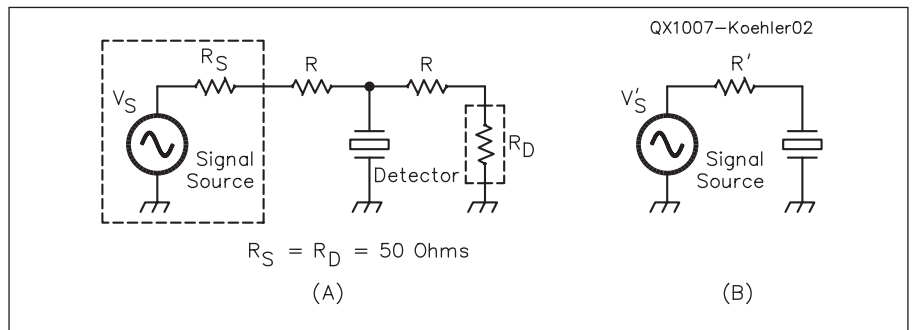 QX1007-Koehler02
R_S
R
R
R'
V_S
V'_S
R_D
Signal
Source
Detector
Signal
Source
R_S = R_D = 50 Ohms
(A)
(B)